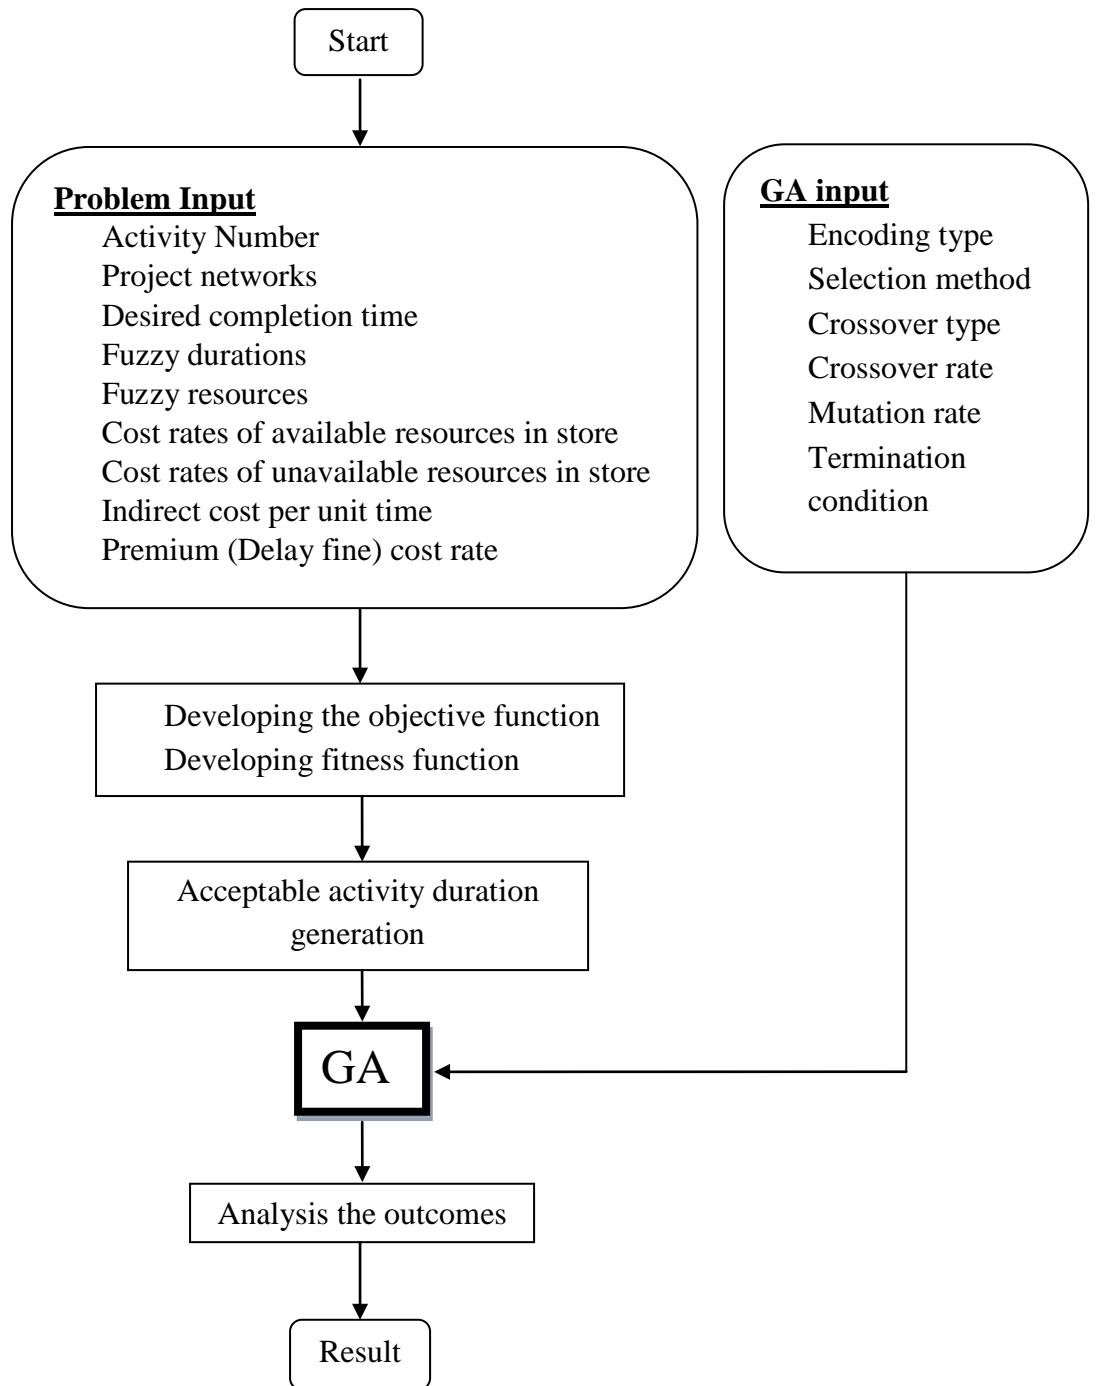 Start
Problem Input
Activity Number
Project networks
Desired completion time
Fuzzy durations
Fuzzy resources
Cost rates of available resources in store
Cost rates of unavailable resources in store
Indirect cost per unit time
Premium (Delay fine) cost rate
GA input
Encoding type
Selection method
Crossover type
Crossover rate
Mutation rate
Termination
condition
Developing the objective function
Developing fitness function
Acceptable activity duration
generation
GA
Analysis the outcomes
Result